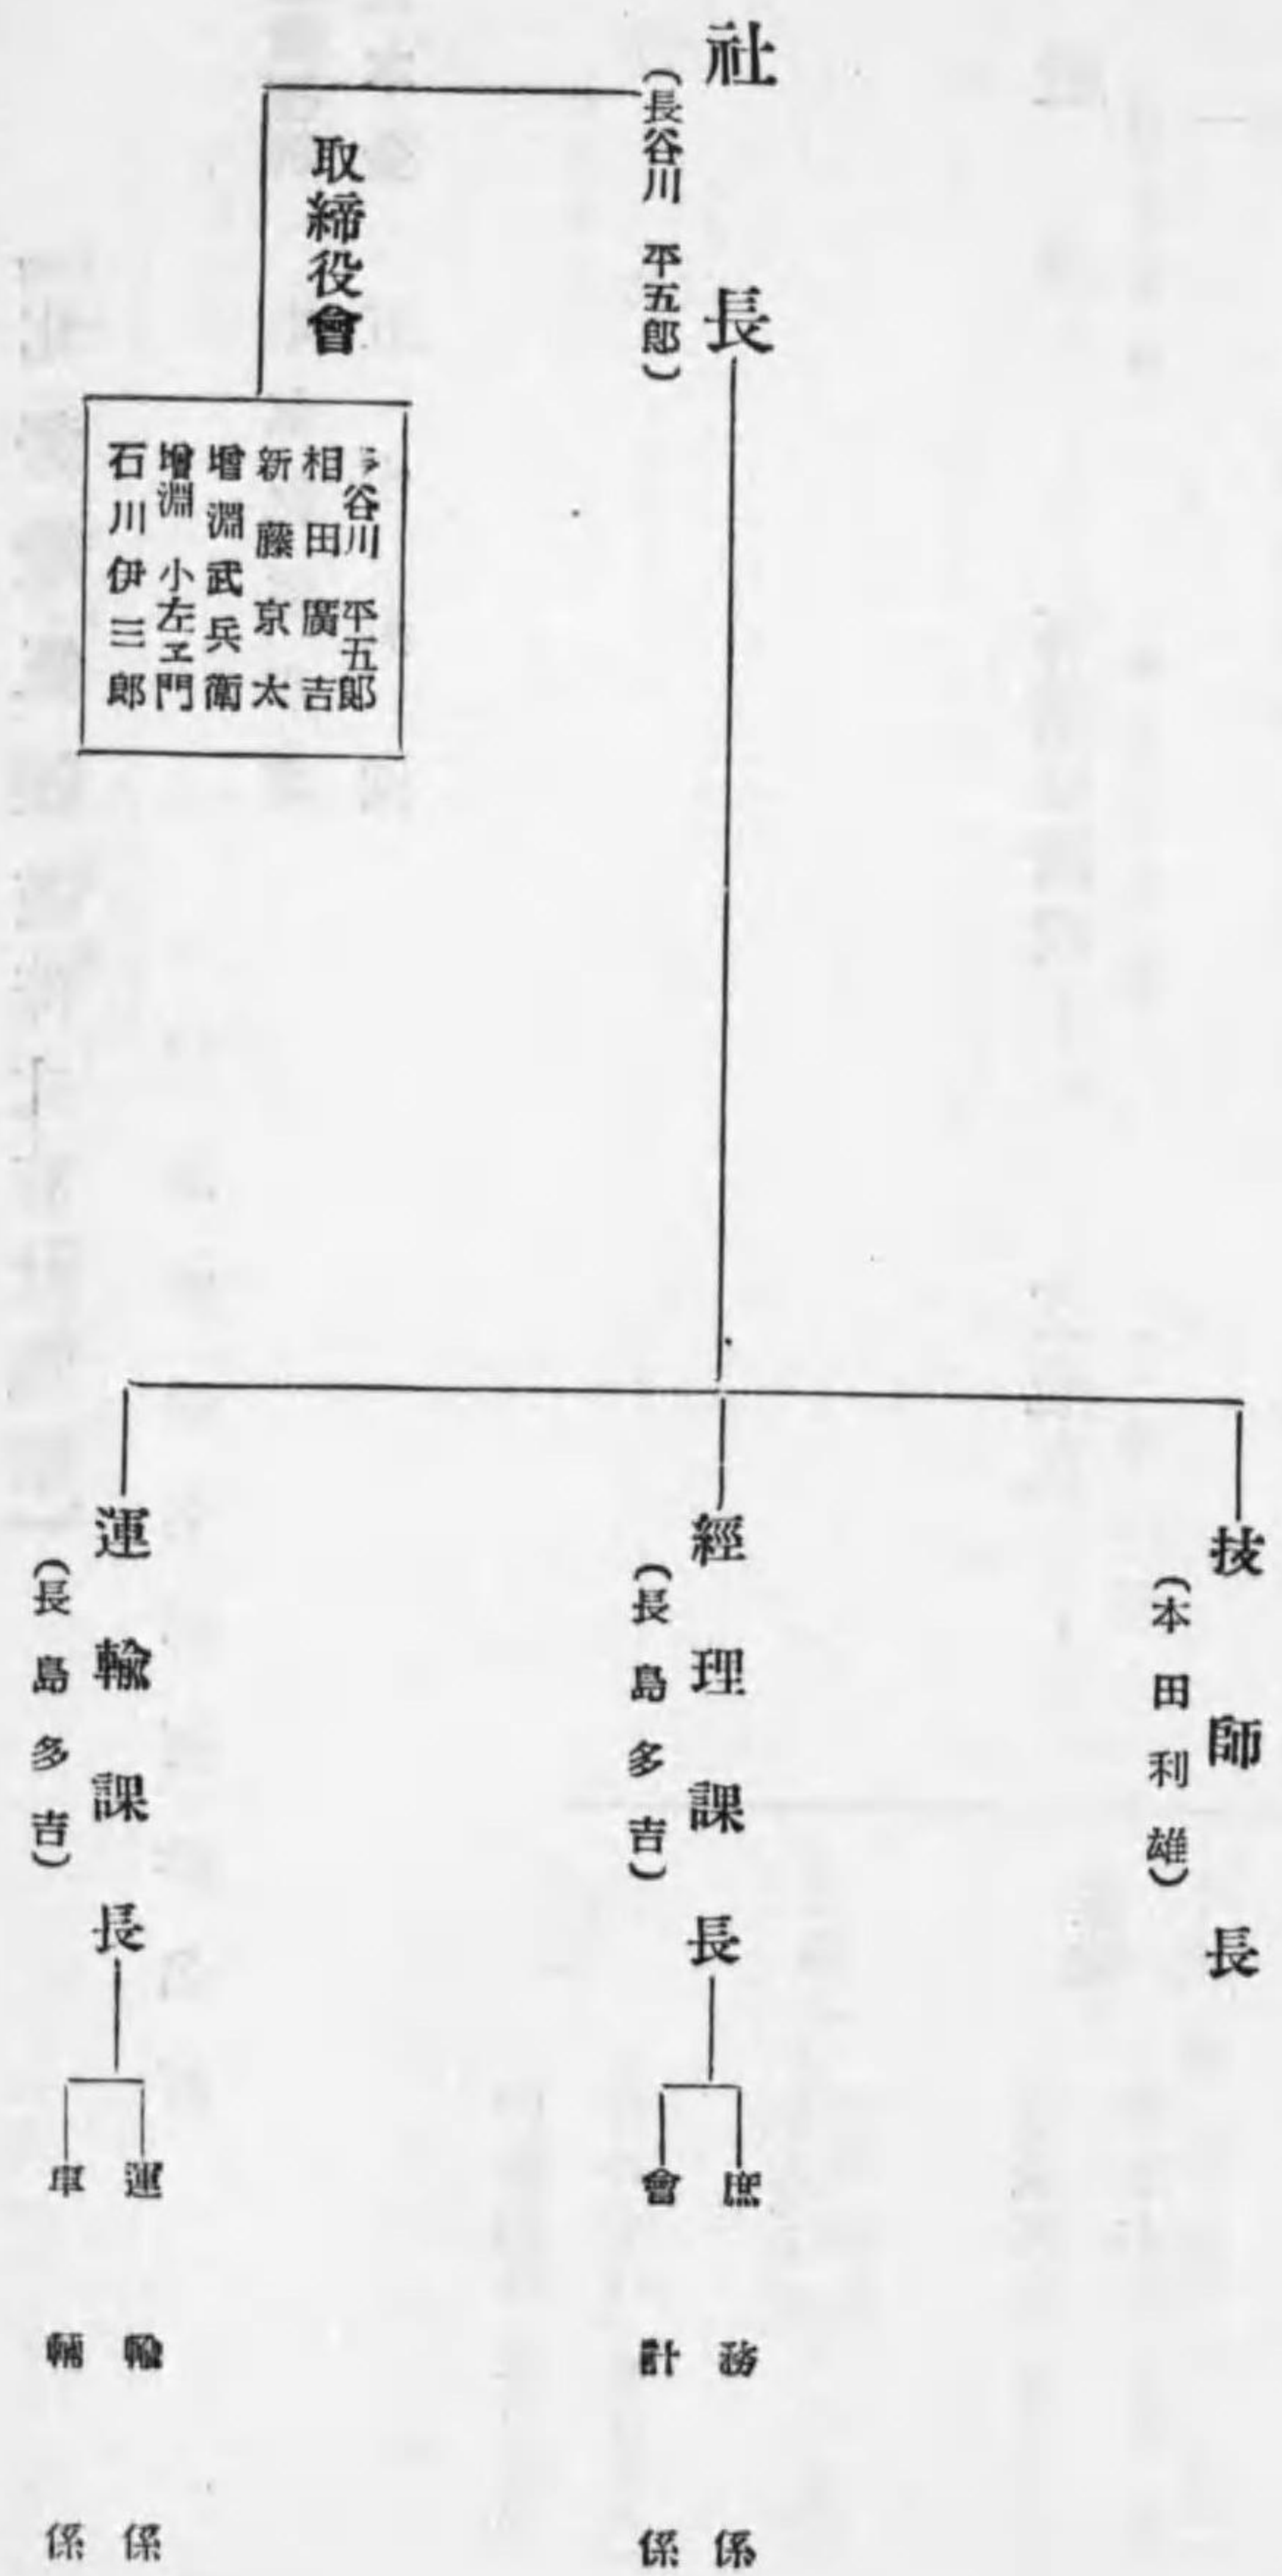 社長
(長谷川 平五郎)
取締役會
谷川 平五郎
相田廣吉
新藤京太
增淵武兵衛
增淵小左ヱ門
石川伊三郎
技師長
(本田利雄)
經理課長
(長島多吉)
庶務係
會計係
運輸課長
(長島多吉)
運輸係
車輛係